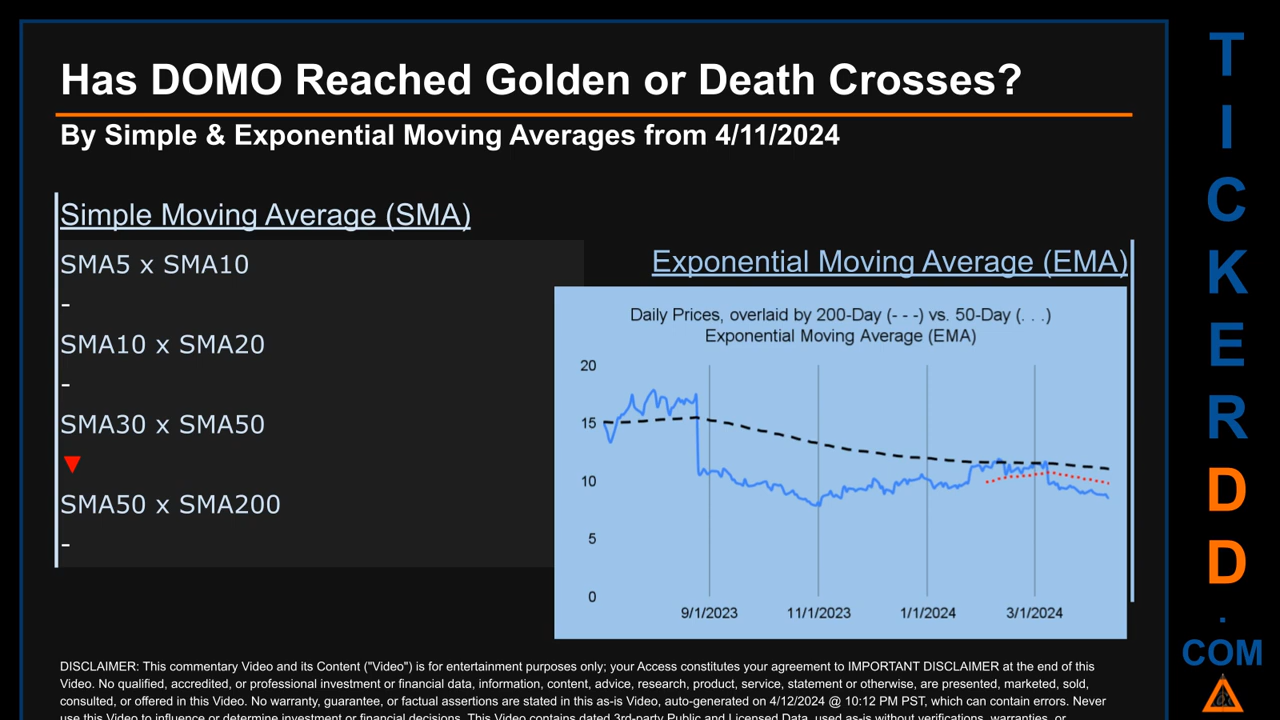 Has DOMO Reached Golden or Death Crosses?
By Simple & Exponential Moving Averages from 4/11/2024
Simple Moving Average (SMA)
SMA5 x SMA10
-
SMA10 x SMA20
-
SMA30 x SMA50
▼
SMA50 x SMA200
-
Exponential Moving Average (EMA)
Daily Prices, overlaid by 200-Day (- - -) vs. 50-Day (. . .)
Exponential Moving Average (EMA)
20
15
10
5
0
9/1/2023 11/1/2023 1/1/2024 3/1/2024
DISCLAIMER: This commentary Video and its Content ("Video") is for entertainment purposes only; your Access constitutes your agreement to IMPORTANT DISCLAIMER at the end of this
Video. No qualified, accredited, or professional investment or financial data, information, content, advice, research, product, service, statement or otherwise, are presented, marketed, sold,
consulted, or offered in this Video. No warranty, guarantee, or factual assertions are stated in this as-is Video, auto-generated on 4/12/2024 @ 10:12 PM PST, which can contain errors. Never
use this Video to influence or determine investment or financial decisions. This Video contains dated 3rd-party Public and Licensed Data, used as-is without verifications, warranties, or
T
I
C
K
E
R
D
D
.
COM